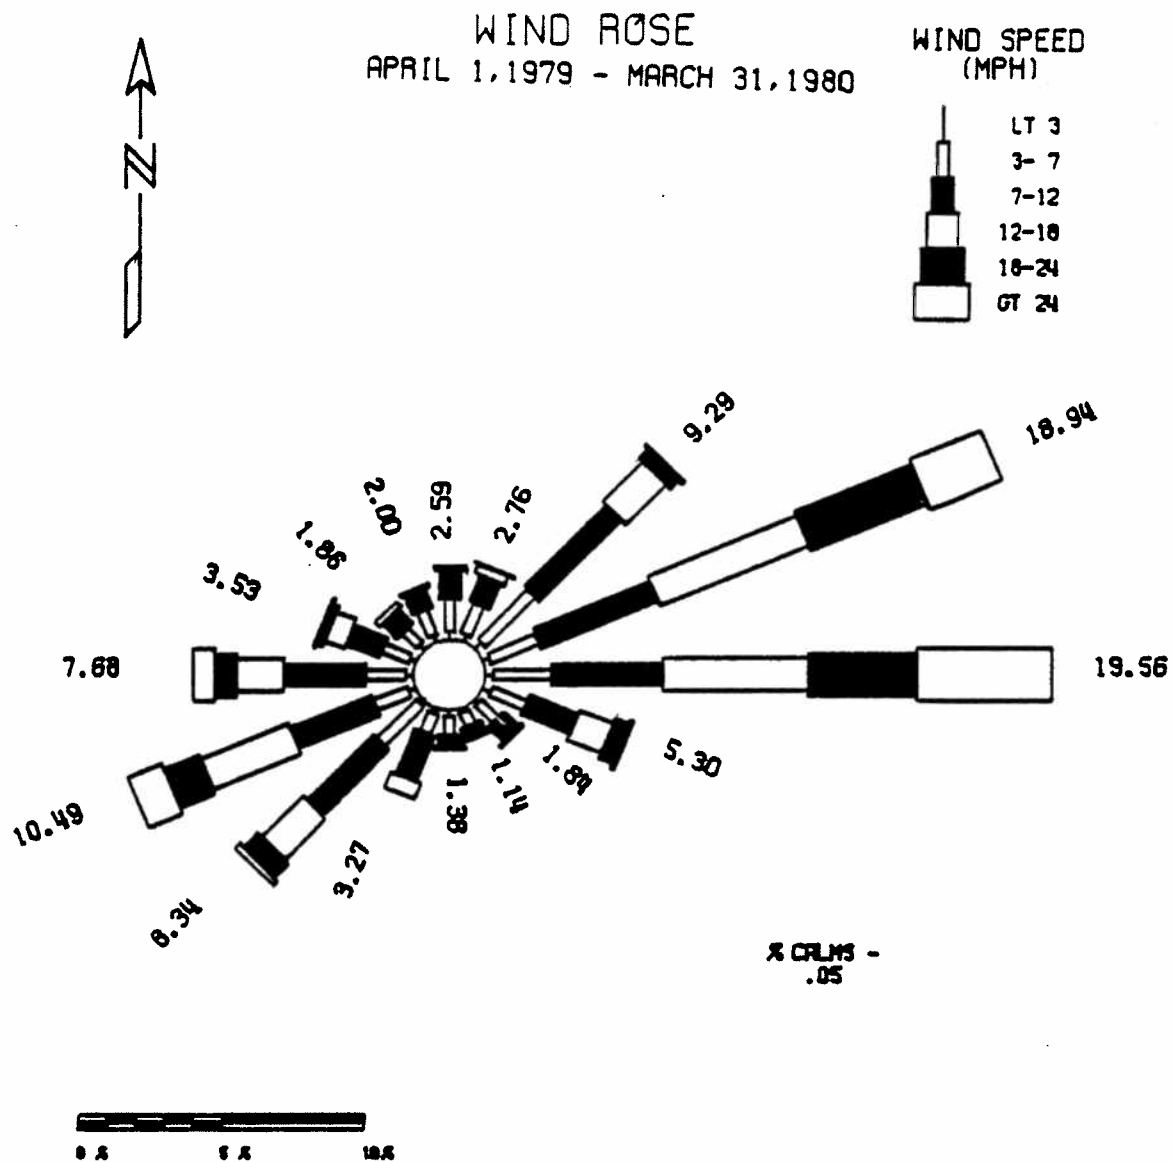 WIND ROSE
APRIL 1,1979 - MARCH 31,1980
WIND SPEED
(MPH)
N
LT 3
3- 7
7-12
12-18
18-24
GT 24
9.29
18.94
2.76
2.59
2.00
1.86
3.53
7.68
19.56
5.30
1.84
1.14
1.38
3.27
10.49
% CALMS -
.05
0 %
5 %
10%